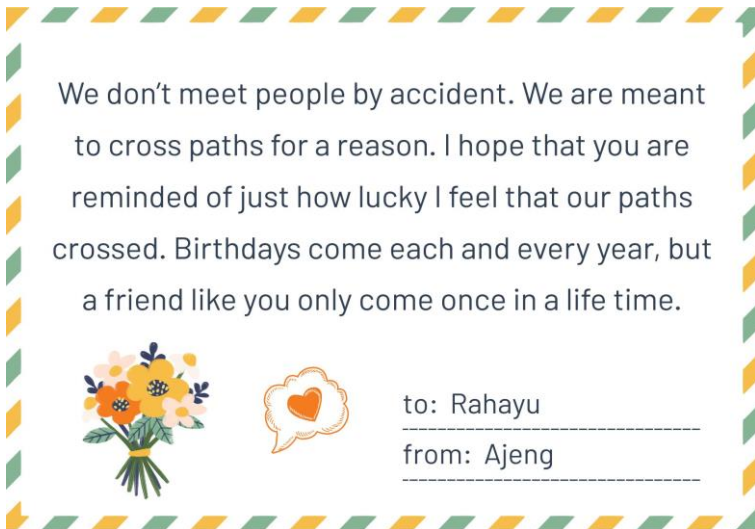 We don’t meet people by accident. We are meant
to cross paths for a reason. I hope that you are
reminded of just how lucky I feel that our paths
crossed. Birthdays come each and every year, but
a friend like you only come once in a life time.
to: Rahayu
from: Ajeng